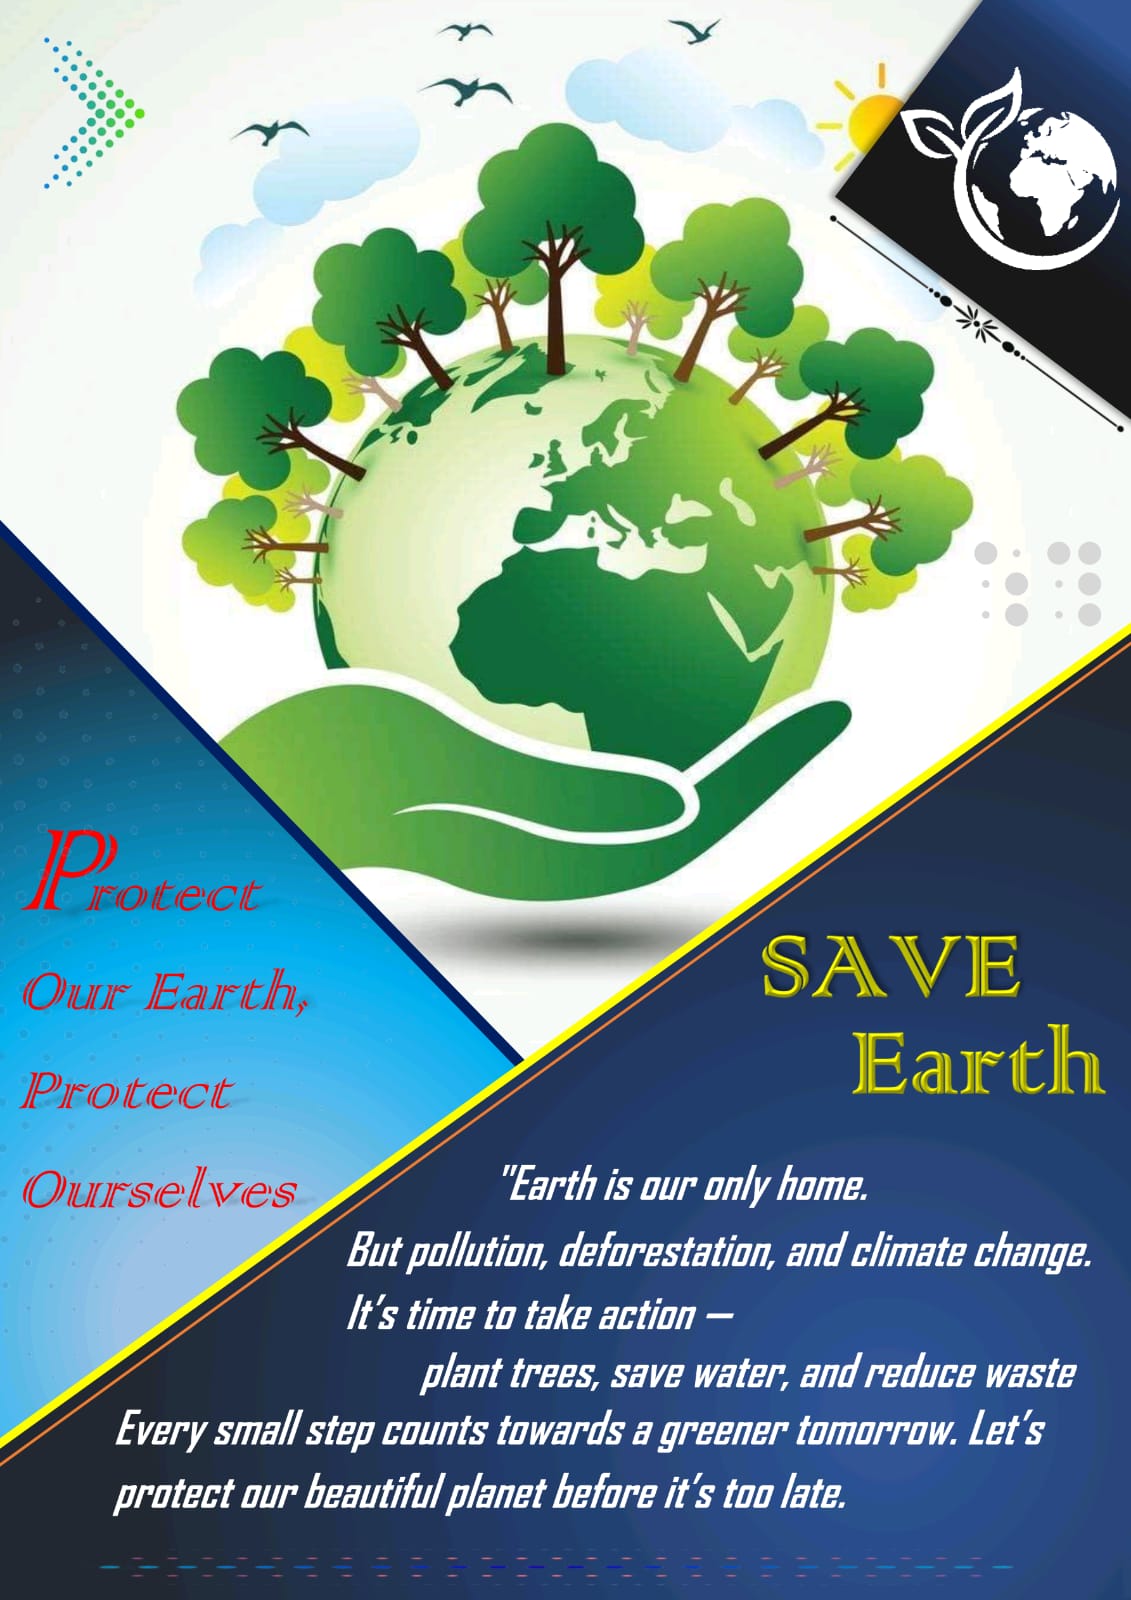 Protect
Our Earth,
Protect
Ourselves
SAVE
Earth
"Earth is our only home.
But pollution, deforestation, and climate change.
It’s time to take action —
plant trees, save water, and reduce waste
Every small step counts towards a greener tomorrow. Let’s
protect our beautiful planet before it’s too late.